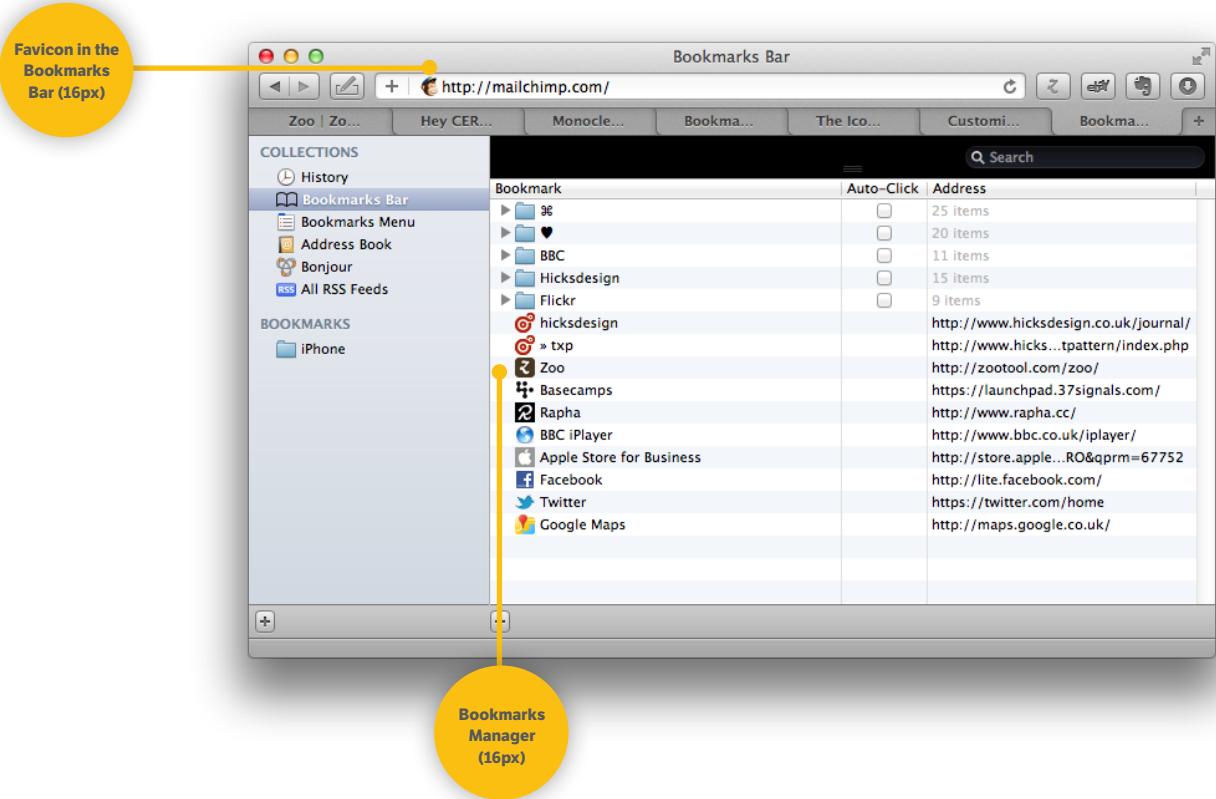 Favicon in the
Bookmarks
Bar (16px)
Bookmarks Bar
http://mailchimp.com/
Zoo | Zo... Hey CER... Monocle... Bookma... The Ico... Customi... Bookma...
COLLECTIONS
History
Bookmarks Bar
Bookmarks Menu
Address Book
Bonjour
RSS All RSS Feeds
BOOKMARKS
iPhone
Search
Bookmark Auto-Click Address
⌘ 25 items
♥ 20 items
BBC 11 items
Hicksdesign 15 items
Flickr 9 items
hicksdesign http://www.hicksdesign.co.uk/journal/
» txp http://www.hicks...tpattern/index.php
Zoo http://zootool.com/zoo/
Basecamps https://launchpad.37signals.com/
Rapha http://www.rapha.cc/
BBC iPlayer http://www.bbc.co.uk/iplayer/
Apple Store for Business http://store.apple...RO&qprm=67752
Facebook http://lite.facebook.com/
Twitter https://twitter.com/home
Google Maps http://maps.google.co.uk/
Bookmarks
Manager
(16px)